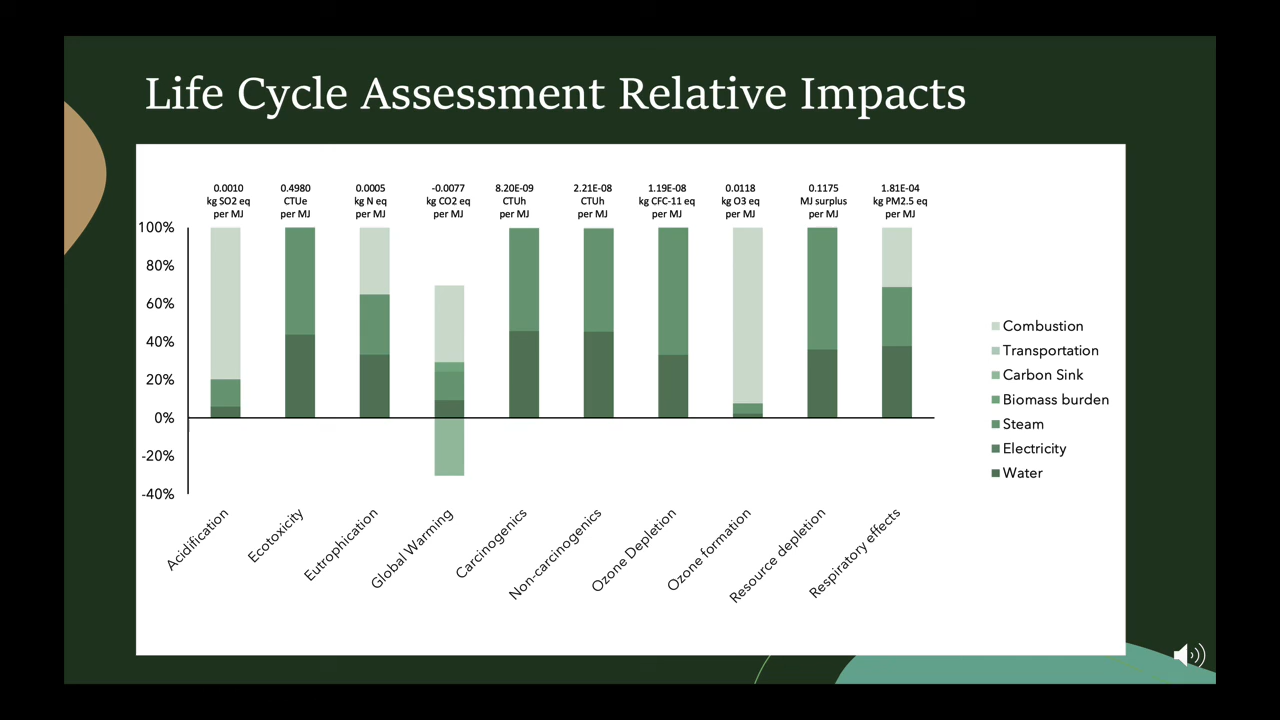 Life Cycle Assessment Relative Impacts
0.0010
kg SO2 eq
per MJ
0.4980
CTUe
per MJ
0.0005
kg N eq
per MJ
-0.0077
kg CO2 eq
per MJ
8.20E-09
CTUh
per MJ
2.21E-08
CTUh
per MJ
1.19E-08
kg CFC-11 eq
per MJ
0.0118
kg O3 eq
per MJ
0.1175
MJ surplus
per MJ
1.81E-04
kg PM2.5 eq
per MJ
100%
80%
60%
40%
20%
0%
-20%
-40%
Acidification
Ecotoxicity
Eutrophication
Global Warming
Carcinogenics
Non-carcinogenics
Ozone Depletion
Ozone formation
Resource depletion
Respiratory effects
Combustion
Transportation
Carbon Sink
Biomass burden
Steam
Electricity
Water